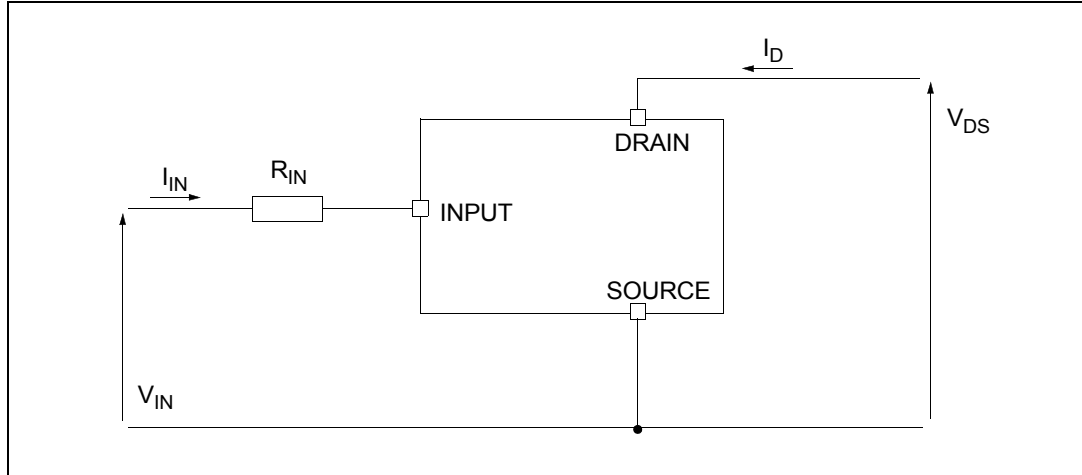 I_D
V_DS
DRAIN
I_IN
R_IN
INPUT
SOURCE
V_IN